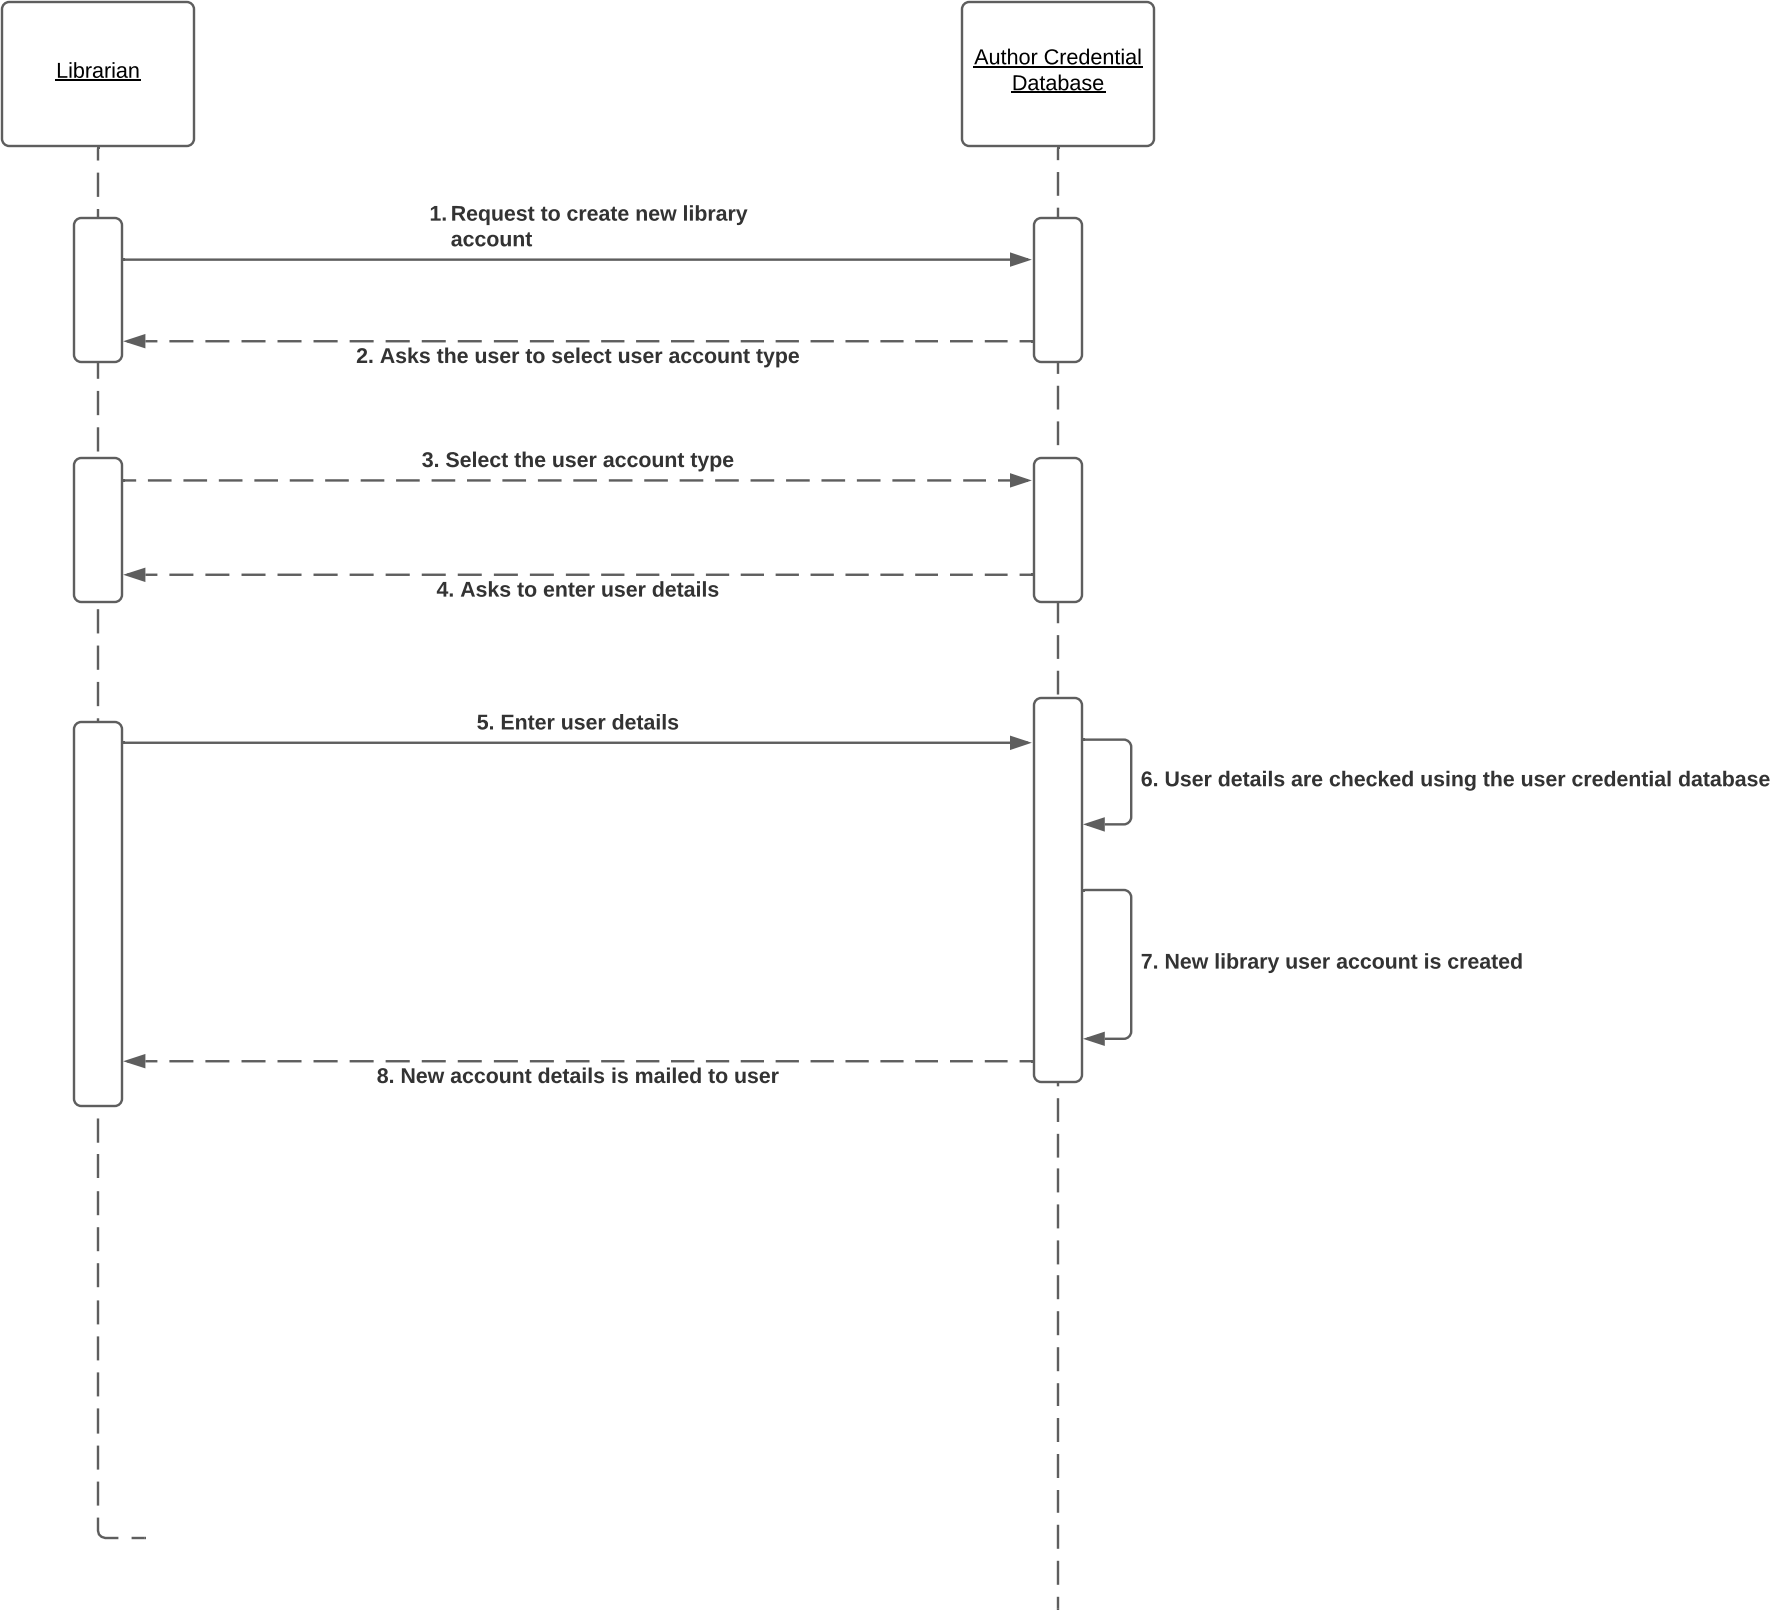 Librarian
Author Credential
Database
1. Request to create new library
account
2. Asks the user to select user account type
3. Select the user account type
4. Asks to enter user details
5. Enter user details
6. User details are checked using the user credential database
7. New library user account is created
8. New account details is mailed to user